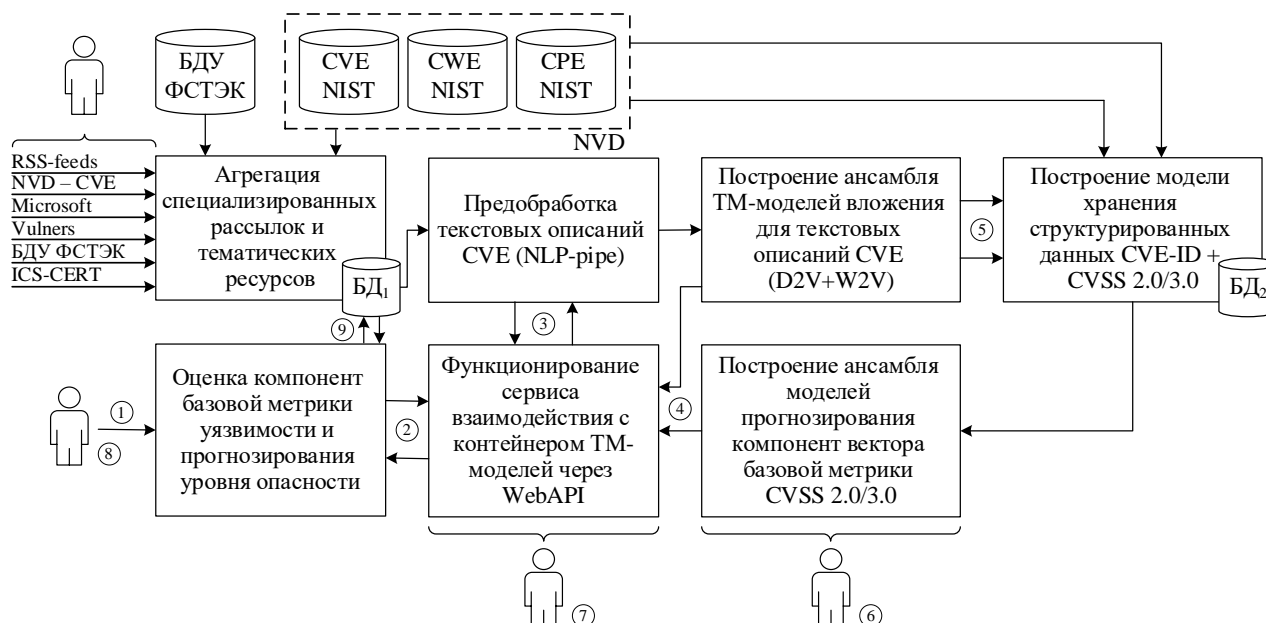 БДУ
ФСТЭК
CVE
NIST
CWE
NIST
CPE
NIST
NVD
RSS-feeds
NVD – CVE
Microsoft
Vulners
БДУ ФСТЭК
ICS-CERT
Агрегация
специализированных
рассылок и
тематических
ресурсов
БД1
Предобработка
текстовых описаний
CVE (NLP-pipe)
Построение ансамбля
ТМ-моделей вложения
для текстовых
описаний CVE
(D2V+W2V)
5
Построение модели
хранения
структурированных
данных CVE-ID +
CVSS 2.0/3.0
БД2
9
3
1
8
Оценка компонент
базовой метрики
уязвимости и
прогнозирования
уровня опасности
2
Функционирование
сервиса
взаимодействия с
контейнером ТМ-
моделей через
WebAPI
4
Построение ансамбля
моделей
прогнозирования
компонент вектора
базовой метрики
CVSS 2.0/3.0
7
6